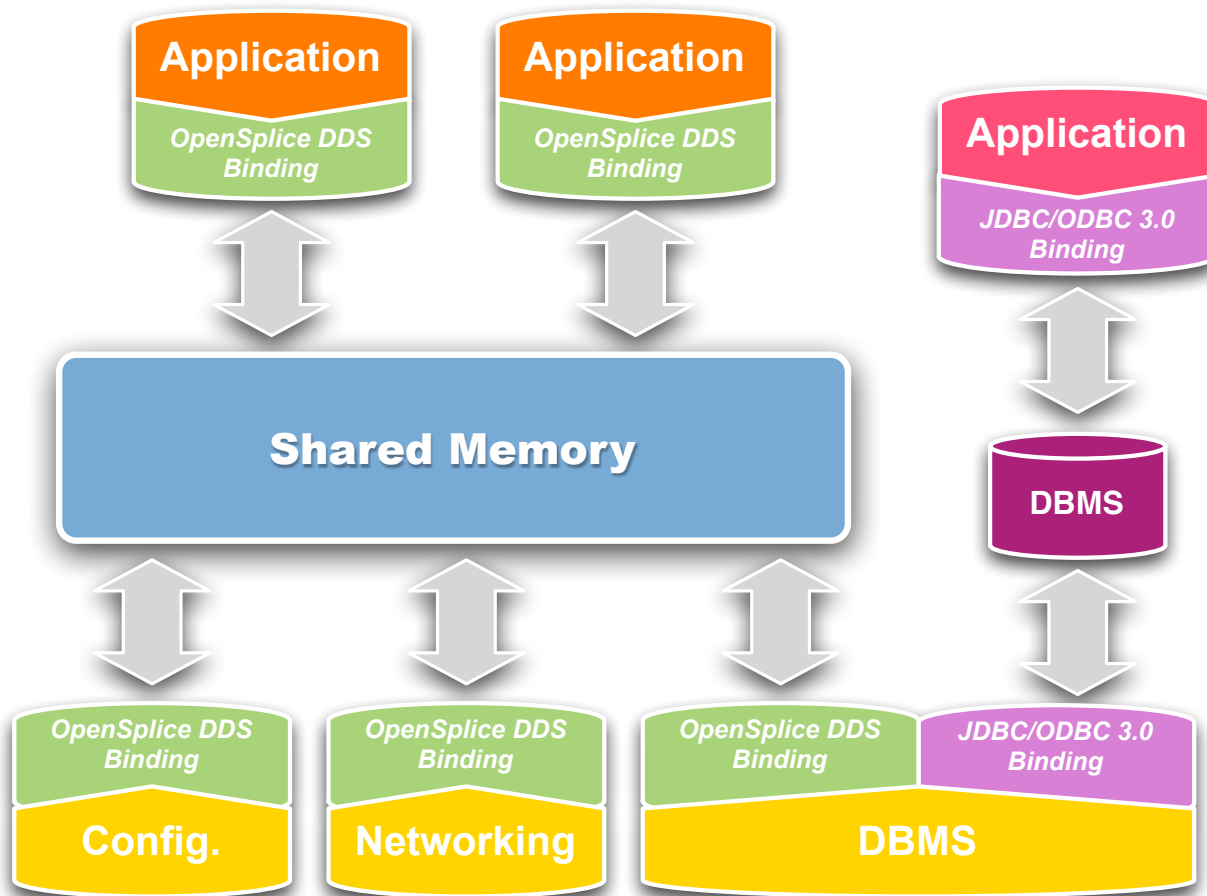 Application
OpenSplice DDS
Binding
Application
OpenSplice DDS
Binding
Application
JDBC/ODBC 3.0
Binding
Shared Memory
DBMS
OpenSplice DDS
Binding
Config.
OpenSplice DDS
Binding
Networking
OpenSplice DDS
Binding
JDBC/ODBC 3.0
Binding
DBMS